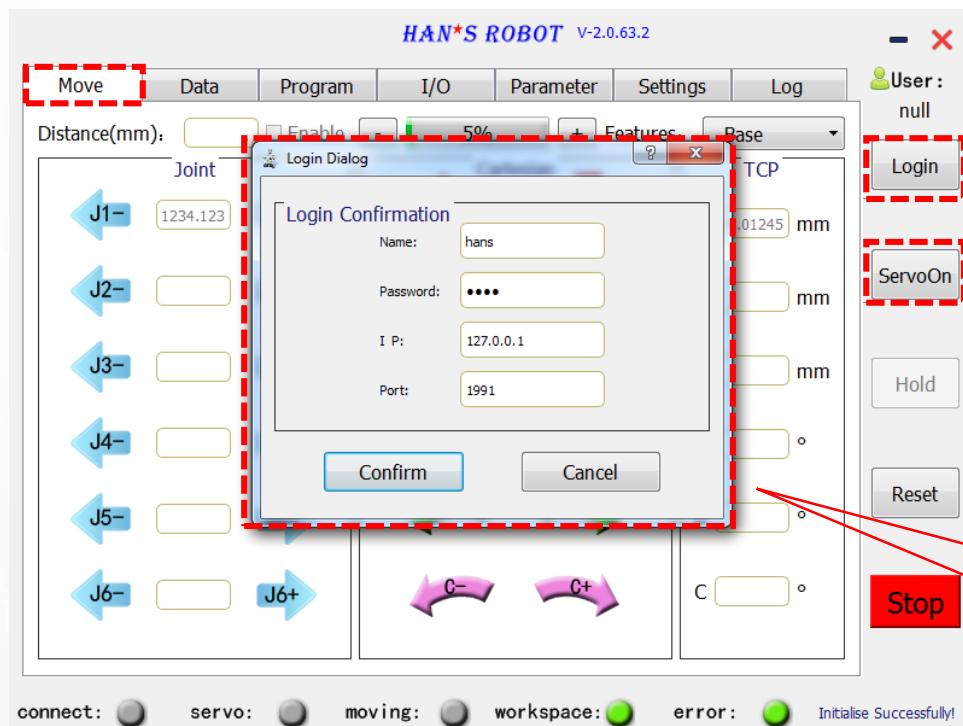 HAN★S ROBOT V-2.0.63.2
Move Data Program I/O Parameter Settings Log
User:
null
Distance(mm): Enable - 5% + Features: Base
Login Dialog
Joint TCP
Login
Login Confirmation
J1- 1234.123 Name: hans .01245 mm
ServoOn
J2- Password: •••• mm
J3- I P: 127.0.0.1 mm
Hold
Port: 1991
J4- °
Confirm Cancel
Reset
J5- °
J6- J6+ C- C+ C °
Stop
connect: servo: moving: workspace: error: Initialise Successfully!